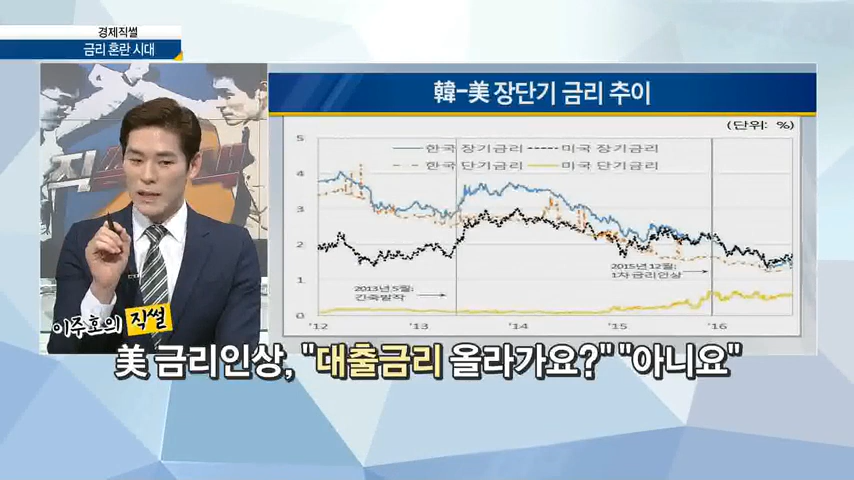 경제직썰
금리 혼란 시대
韓-美 장단기 금리 추이
(단위: %)
한국 장기금리 미국 장기금리
한국 단기금리 미국 단기금리
5
4
3
2
1
0
2013년 5월;
긴축발작
2015년 12월;
1차 금리인상
'12 '13 '14 '15 '16
이주호의 직썰
美 금리인상, "대출금리 올라가요?" "아니요"